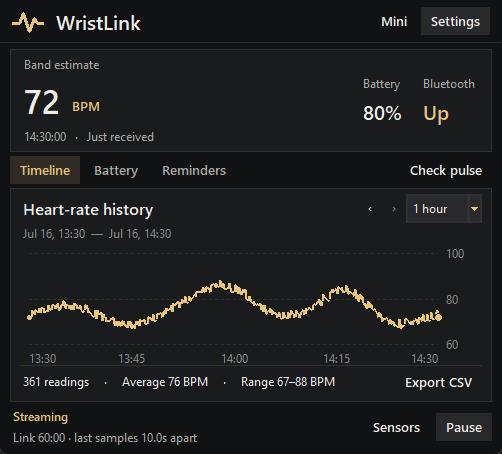 WristLink
Mini
Settings
Band estimate
72 BPM
14:30:00 · Just received
Battery
80%
Bluetooth
Up
Timeline
Battery
Reminders
Check pulse
Heart-rate history
‹ › 1 hour
Jul 16, 13:30 — Jul 16, 14:30
100
80
60
13:30 13:45 14:00 14:15 14:30
361 readings · Average 76 BPM · Range 67–88 BPM
Export CSV
Streaming
Link 60:00 · last samples 10.0s apart
Sensors
Pause